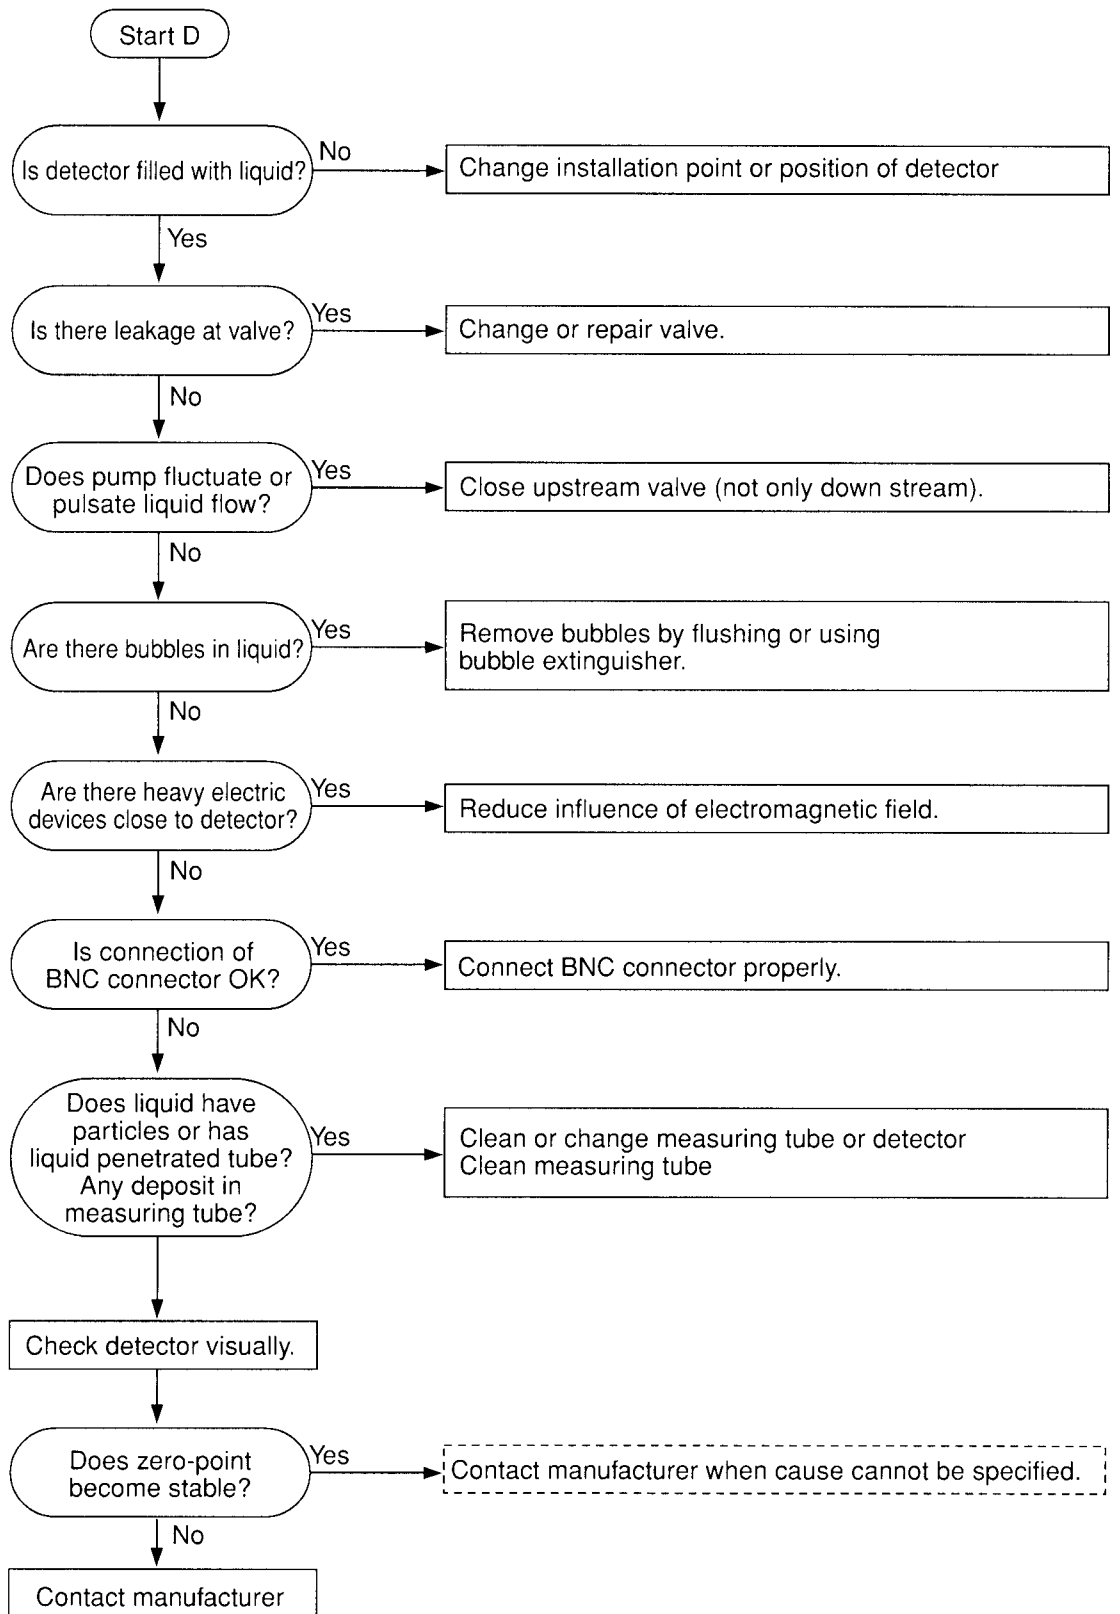 Start D
Is detector filled with liquid?
No
Change installation point or position of detector
Yes
Is there leakage at valve?
Yes
Change or repair valve.
No
Does pump fluctuate or
pulsate liquid flow?
Yes
Close upstream valve (not only down stream).
No
Are there bubbles in liquid?
Yes
Remove bubbles by flushing or using
bubble extinguisher.
No
Are there heavy electric
devices close to detector?
Yes
Reduce influence of electromagnetic field.
No
Is connection of
BNC connector OK?
Yes
Connect BNC connector properly.
No
Does liquid have
particles or has
liquid penetrated tube?
Any deposit in
measuring tube?
Yes
Clean or change measuring tube or detector
Clean measuring tube
Check detector visually.
Does zero-point
become stable?
Yes
Contact manufacturer when cause cannot be specified.
No
Contact manufacturer